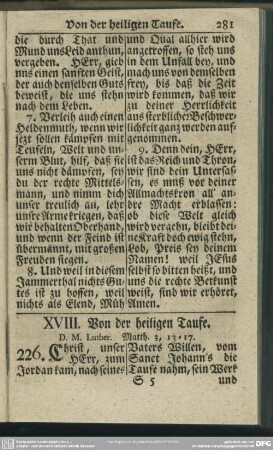 Von der heiligen Taufe. 281
die durch That und
Mund uns Leid anthun,
vergeben. HErr, gieb
uns einen sanften Geist,
der auch denselben Guts
beweist, die uns stehn
nach dem Leben.
7. Verleih auch einen
Heldenmuth, wenn wir
jetzt sollen kämpfen mit
Teufeln, Welt und un-
serm Blut, hilf, daß sie
uns nicht dämpfen, sey
du der rechte Mittels-
mann, und nimm dich
unser treulich an, lehr
unsre Arme kriegen, daß
wir behalten Oberhand,
und wenn der Feind ist
übermannt, mit großen
Freuden siegen.
8. Und weil in diesem
Jammerthal nichts Gu-
tes ist zu hoffen, weil
nichts als Elend, Müh
und Qual allhier wird
angetroffen, so steh uns
in dem Unfall bey, und
mach uns von demselben
frey, bis daß die Zeit
wird kommen, daß wir
zu deiner Herrlichkeit
aus sterblicher Beschwer-
lichkeit ganz werden auf-
genommen.
9. Denn dein, HErr,
ist das Reich und Thron,
wir sind dein Untersas-
sen, es muß vor deiner
Allmachtskron all an-
dre Macht erblassen:
ob diese Welt gleich
wird vergehn, bleibt dei-
ne Kraft doch ewig stehn,
Lob, Preis sey deinem
Namen! weil JEsus
selbst so bitten heißt, und
uns die rechte Betkunst
weist, sind wir erhöret,
Amen.
XVIII. Von der heiligen Taufe.
D. M. Luther. Matth. 3, 13-17.
226. Christ, unser
HErr, zum
Jordan kam, nach seines
Vaters Willen, vom
Sanct Johann's die
Taufe nahm, sein Werk
S 5 und